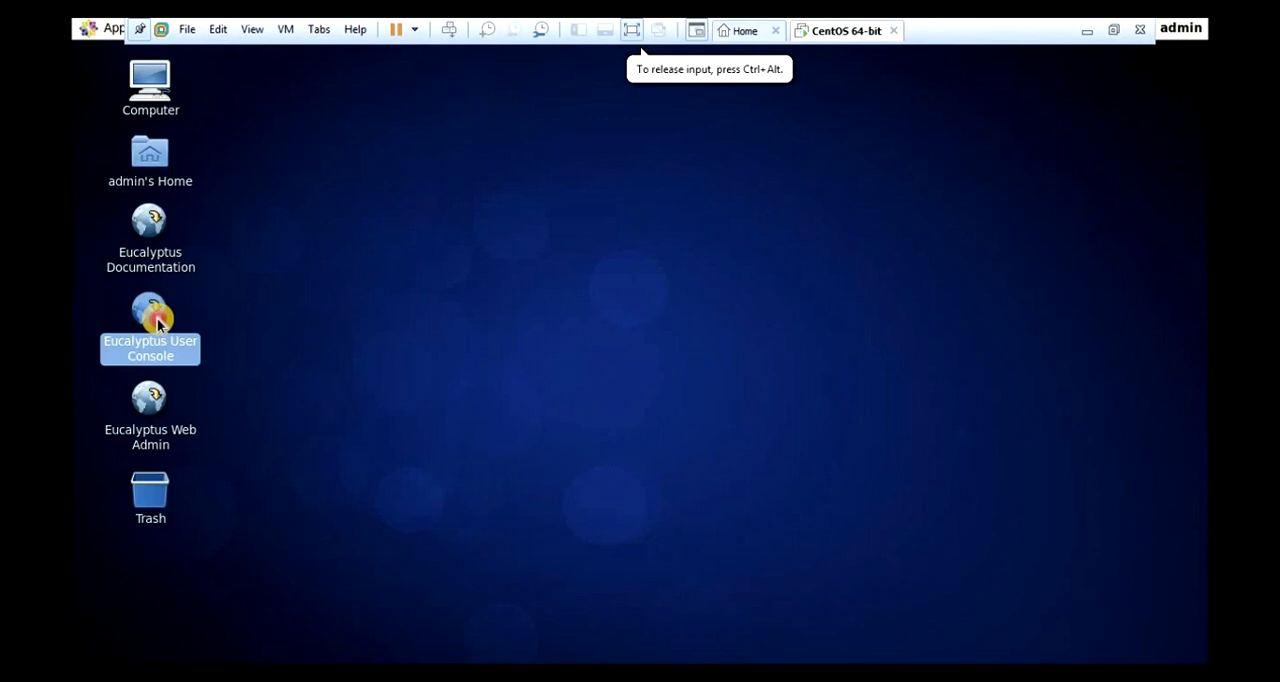 App
File Edit View VM Tabs Help
Home
CentOS 64-bit
admin
To release input, press Ctrl+Alt.
Computer
admin's Home
Eucalyptus
Documentation
Eucalyptus User
Console
Eucalyptus Web
Admin
Trash